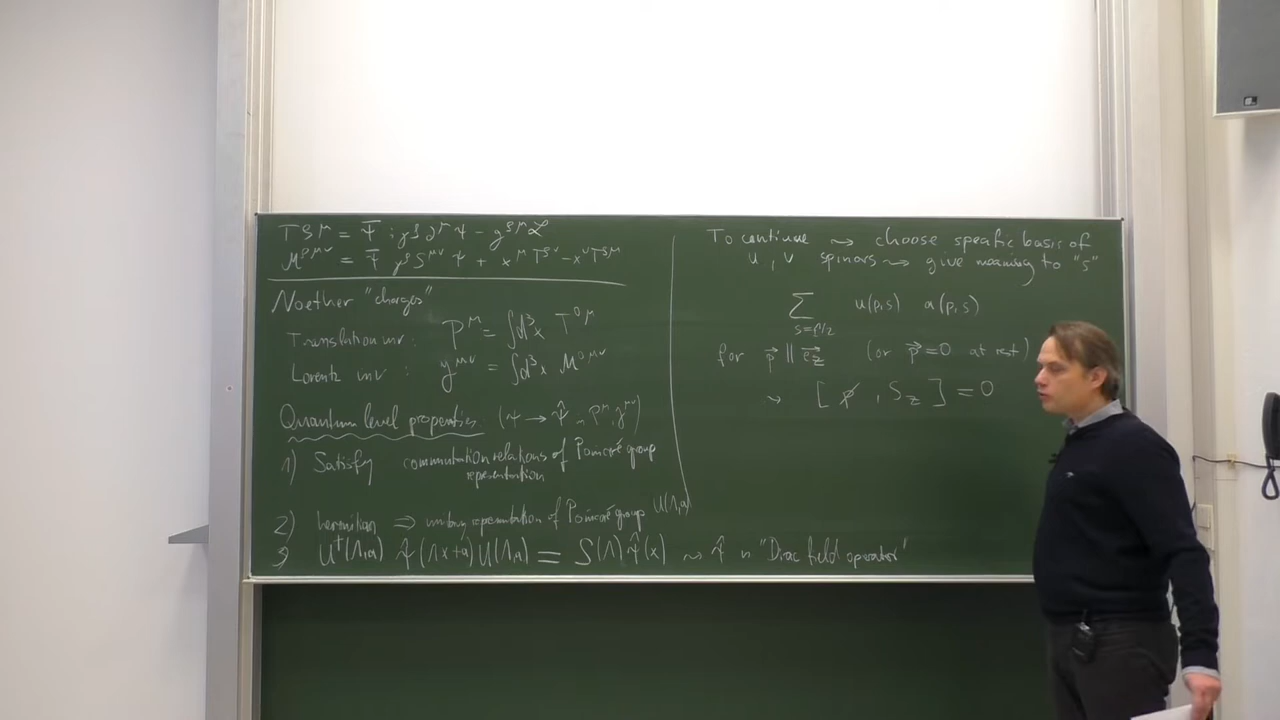 T^{ρμ} = Ψ̄ iγ^ρ ∂^μ Ψ − g^{ρμ} ℒ
M^{ρμν} = Ψ̄ γ^ρ S^{μν} Ψ + x^μ T^{ρν} − x^ν T^{ρμ}
Noether "charges"
Translation inv : P^μ = ∫d³x T^{0μ}
Lorentz inv : J^{μν} = ∫d³x M^{0μν}
Quantum level properties (Ψ → Ψ̂ in P^μ, J^{μν})
1) Satisfy commutation relations of Poincaré group
representation
2) hermitian ⇒ unitary representation of Poincaré group U(Λ,a)
3) U†(Λ,a) Ψ̂(Λx+a) U(Λ,a) = S(Λ) Ψ̂(x) ⇝ Ψ̂ is "Dirac field operator"
To continue ⇝ choose specific basis of
u, v spinors ⇝ give meaning to "s"
∑_{s=±1/2} u(p,s) a(p,s)
for p⃗ ∥ e⃗_z (or p⃗=0 at rest)
⇝ [p̸, S_z] = 0